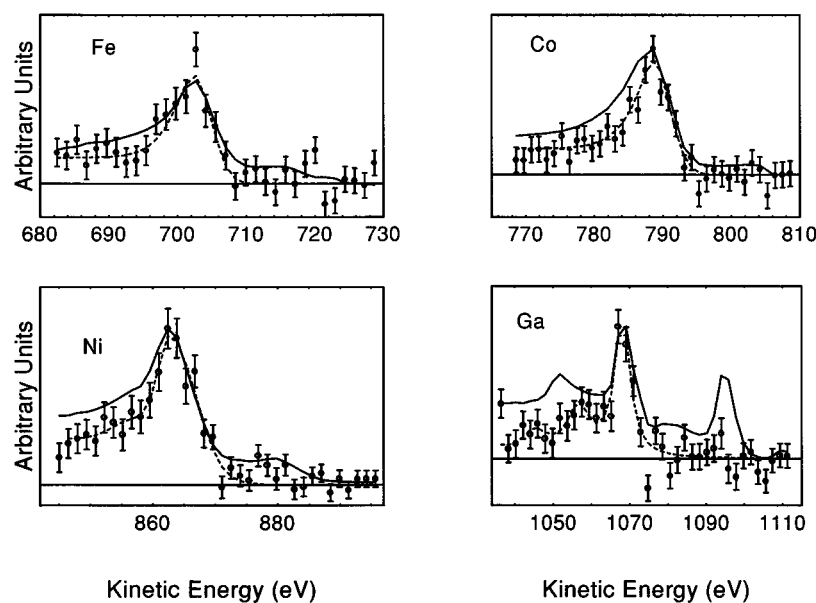 Fe
Arbitrary Units
680 690 700 710 720 730
Co
770 780 790 800 810
Ni
Arbitrary Units
860 880
Kinetic Energy (eV)
Ga
1050 1070 1090 1110
Kinetic Energy (eV)